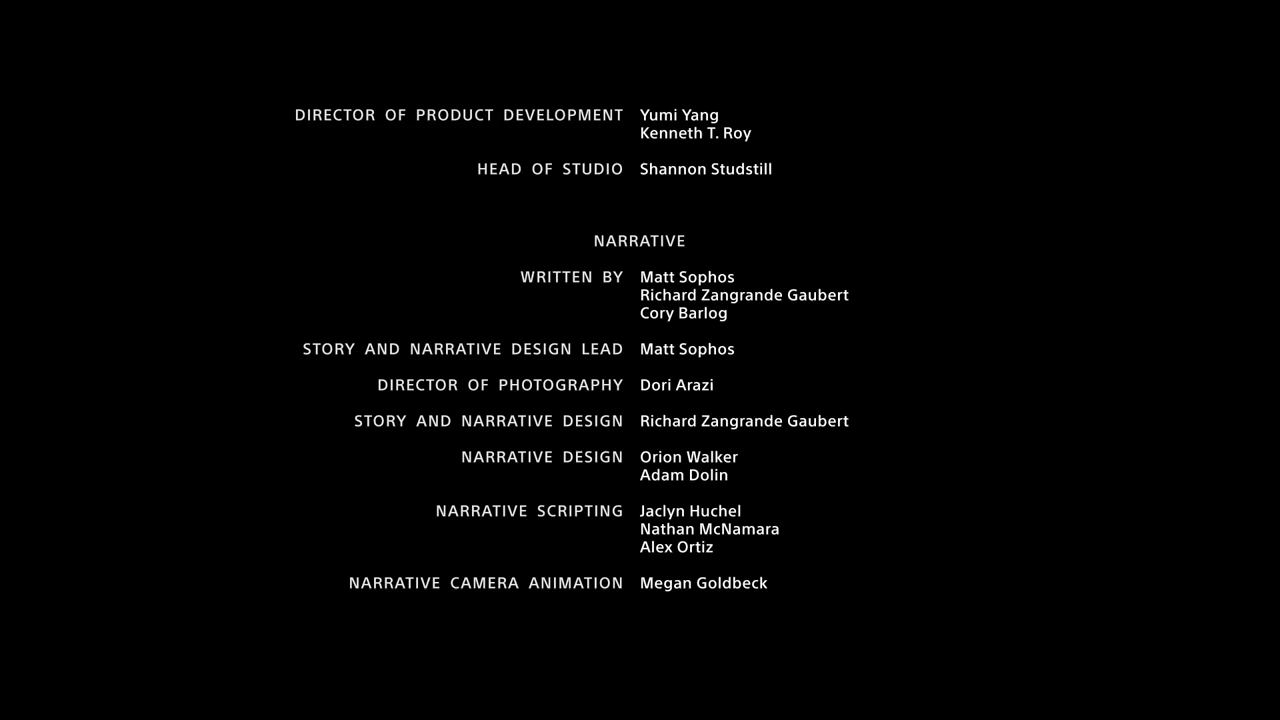 DIRECTOR OF PRODUCT DEVELOPMENT Yumi Yang
Kenneth T. Roy
HEAD OF STUDIO Shannon Studstill
NARRATIVE
WRITTEN BY Matt Sophos
Richard Zangrande Gaubert
Cory Barlog
STORY AND NARRATIVE DESIGN LEAD Matt Sophos
DIRECTOR OF PHOTOGRAPHY Dori Arazi
STORY AND NARRATIVE DESIGN Richard Zangrande Gaubert
NARRATIVE DESIGN Orion Walker
Adam Dolin
NARRATIVE SCRIPTING Jaclyn Huchel
Nathan McNamara
Alex Ortiz
NARRATIVE CAMERA ANIMATION Megan Goldbeck